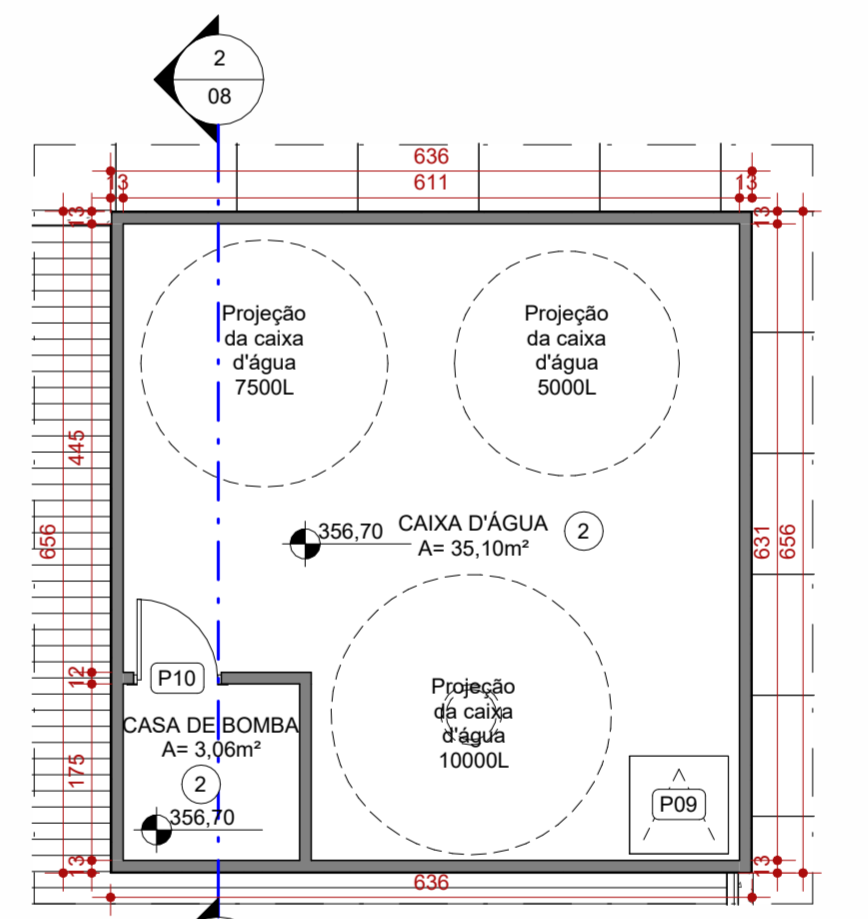 2
08
636
13
611
13
13
13
Projeção
da caixa
d'água
7500L
Projeção
da caixa
d'água
5000L
445
656
356,70
CAIXA D'ÁGUA
A= 35,10m²
2
631
656
12
P10
Projeção
da caixa
d'água
10000L
CASA DE BOMBA
A= 3,06m²
2
175
356,70
P09
13
13
636